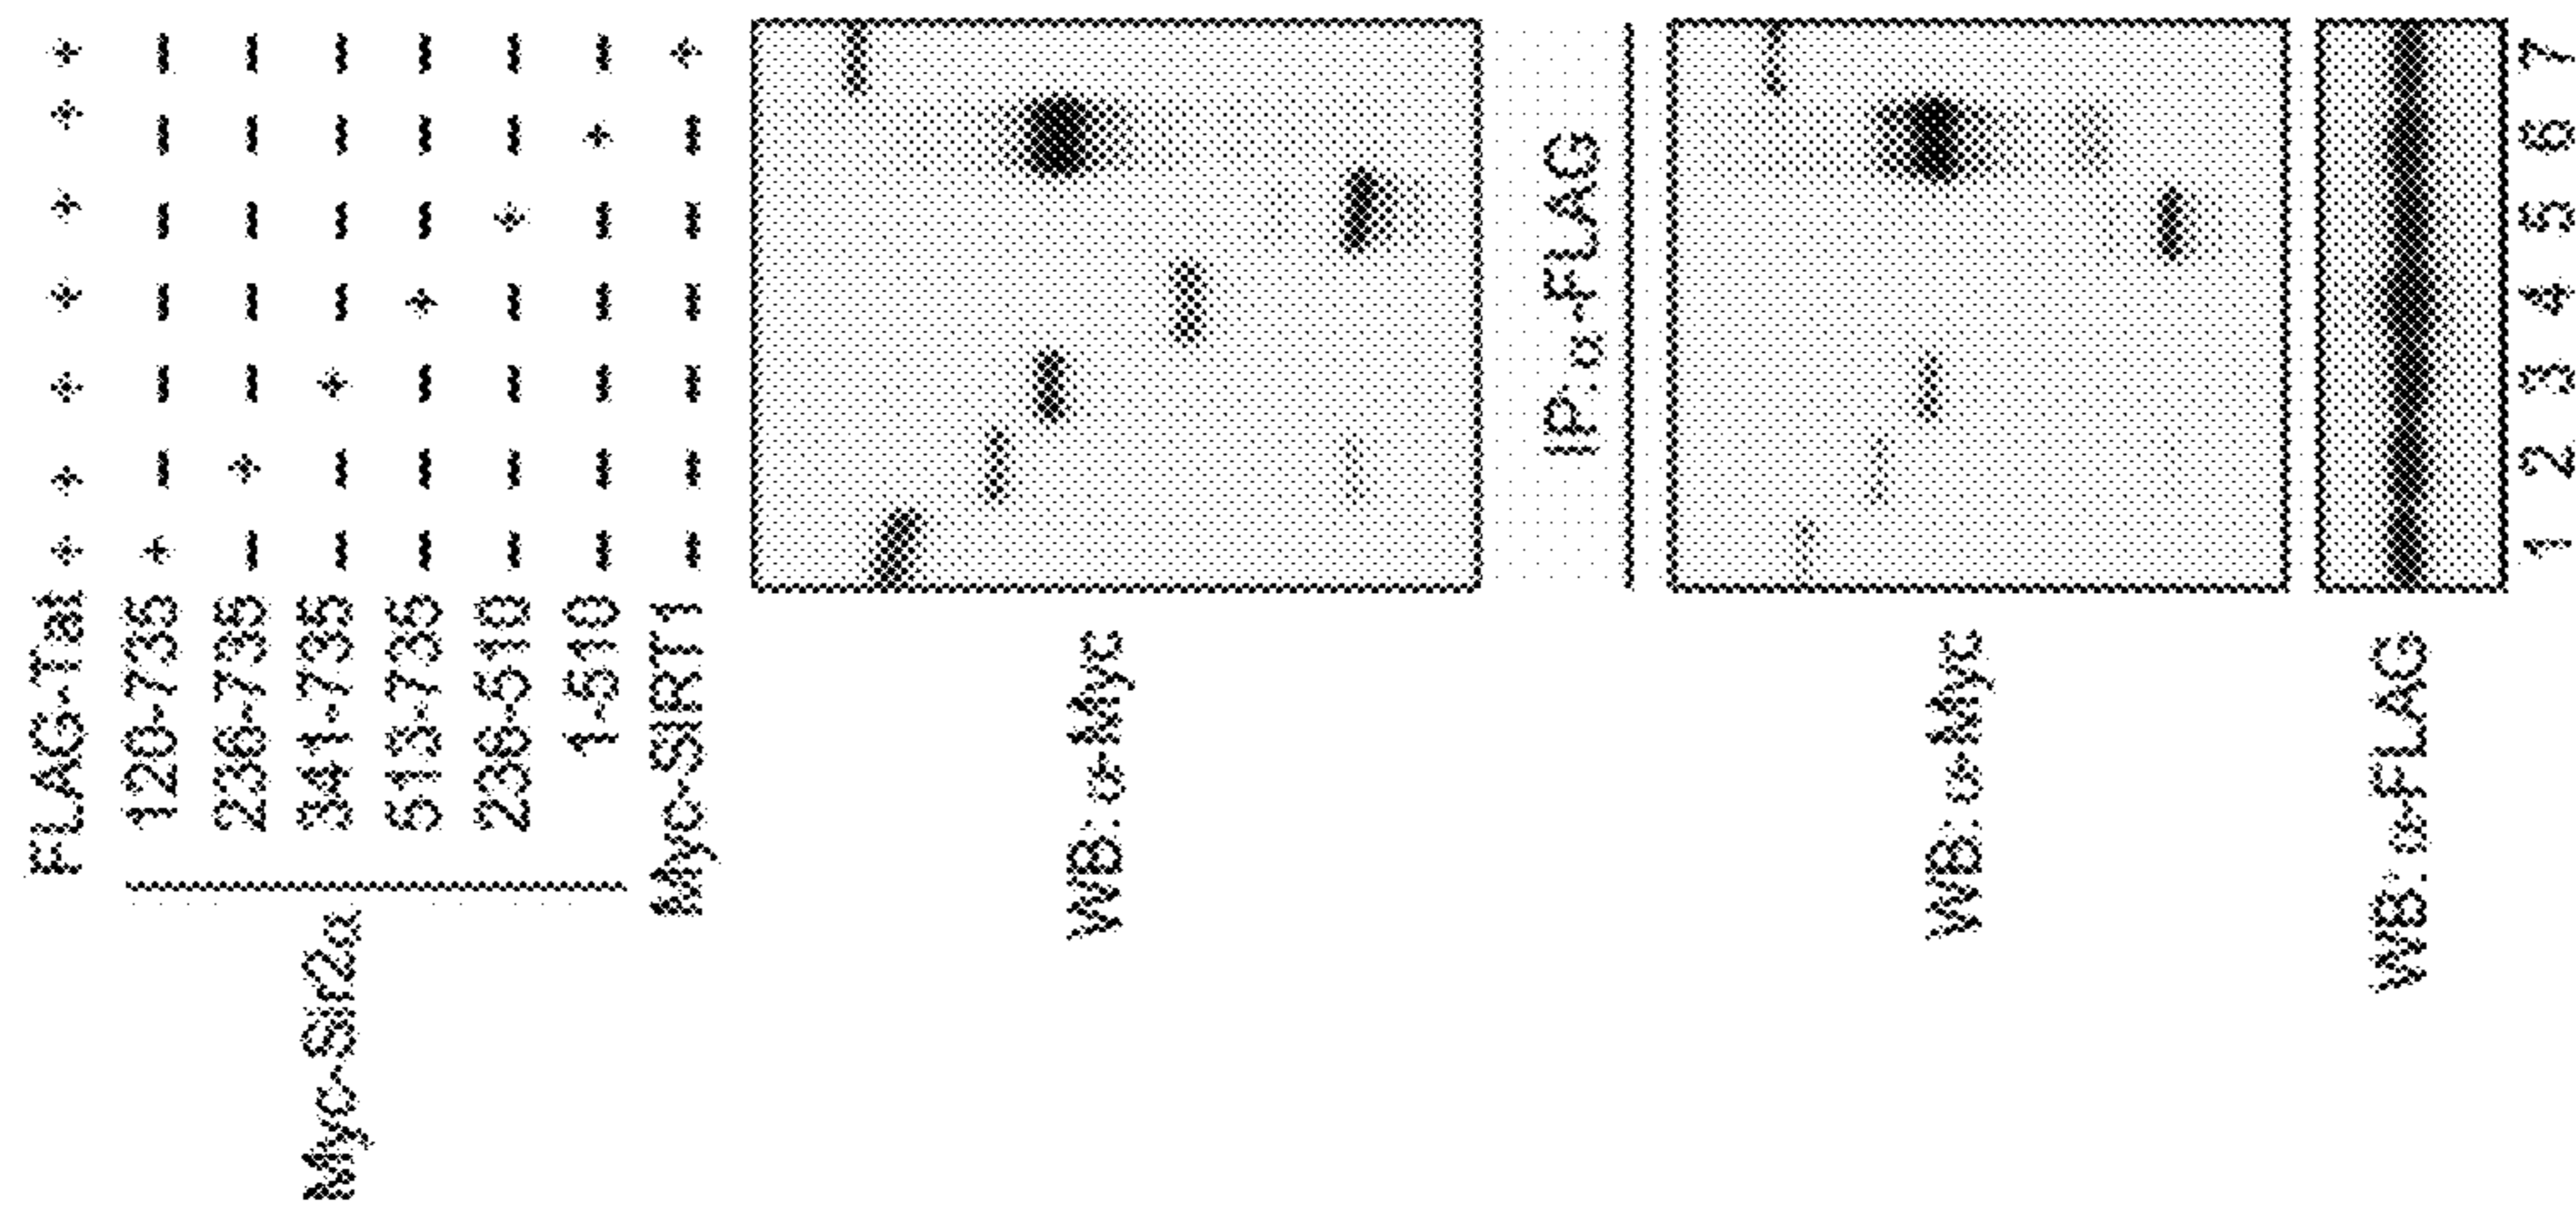 FLAG-Tat + + + + + + +
Myc-Sir2α
120-735 + - - - - - -
236-735 - + - - - - -
341-735 - - + - - - -
513-735 - - - + - - -
236-510 - - - - + - -
1-510 - - - - - + -
Myc-SIRT1 - - - - - - +
WB: α-Myc
IP: α-FLAG
WB: α-Myc
WB: α-FLAG
1 2 3 4 5 6 7